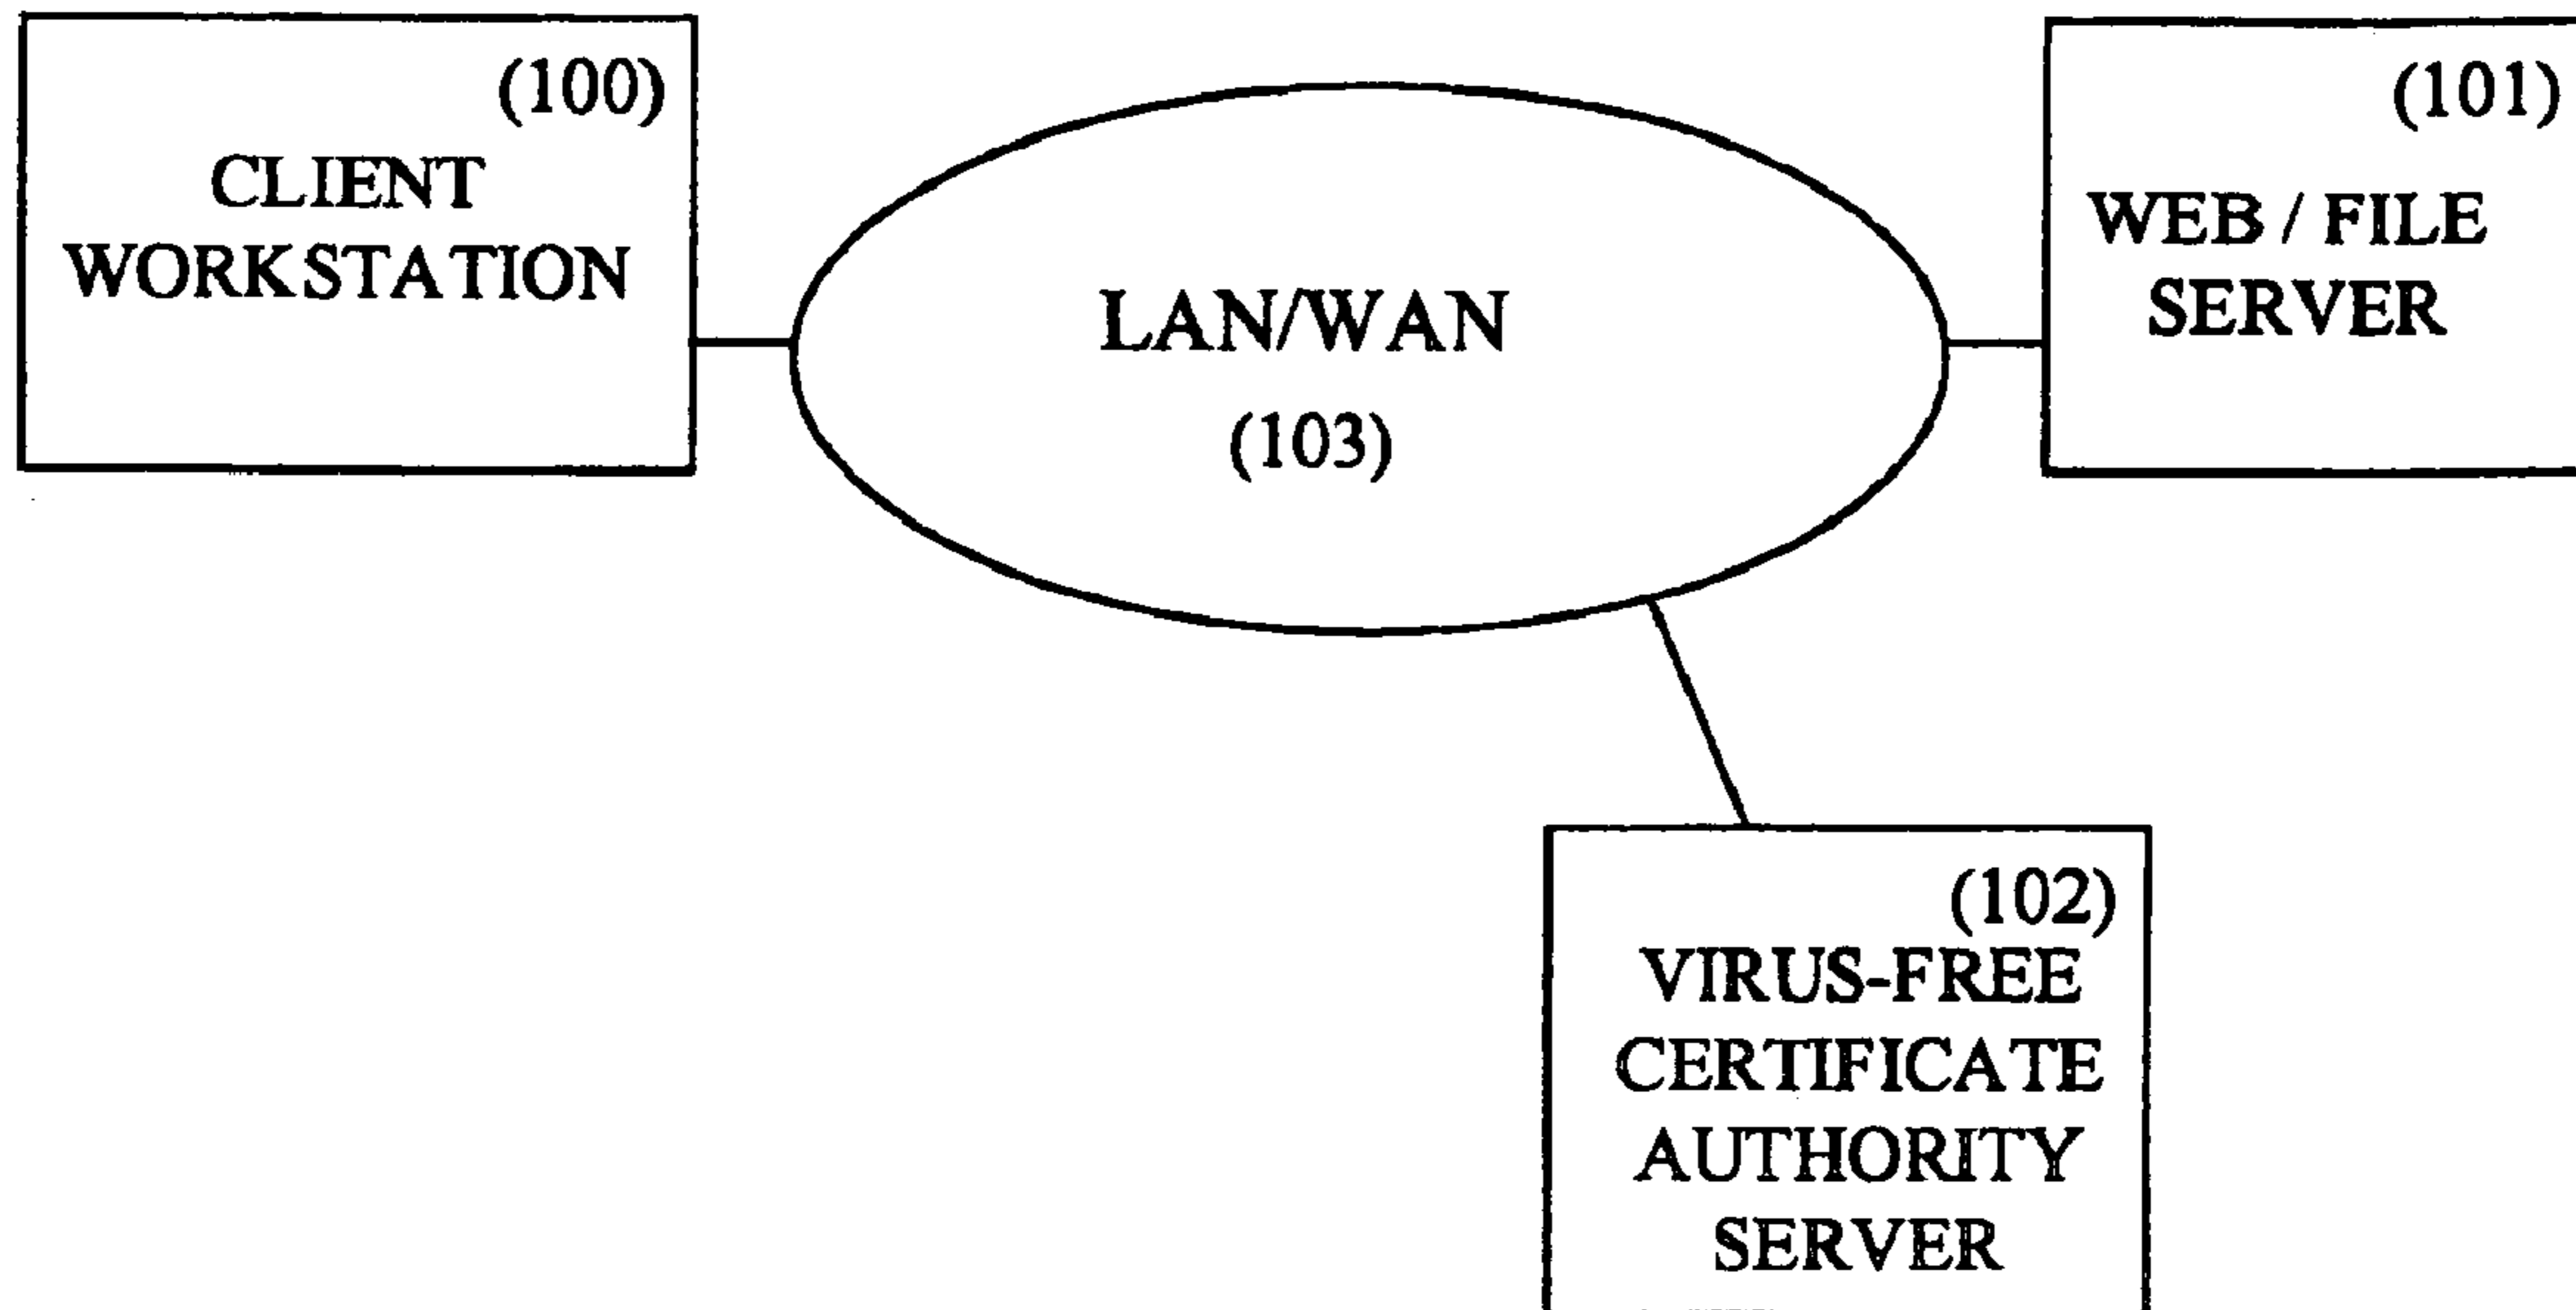 (100)
CLIENT
WORKSTATION
LAN/WAN
(103)
(101)
WEB / FILE
SERVER
(102)
VIRUS-FREE
CERTIFICATE
AUTHORITY
SERVER